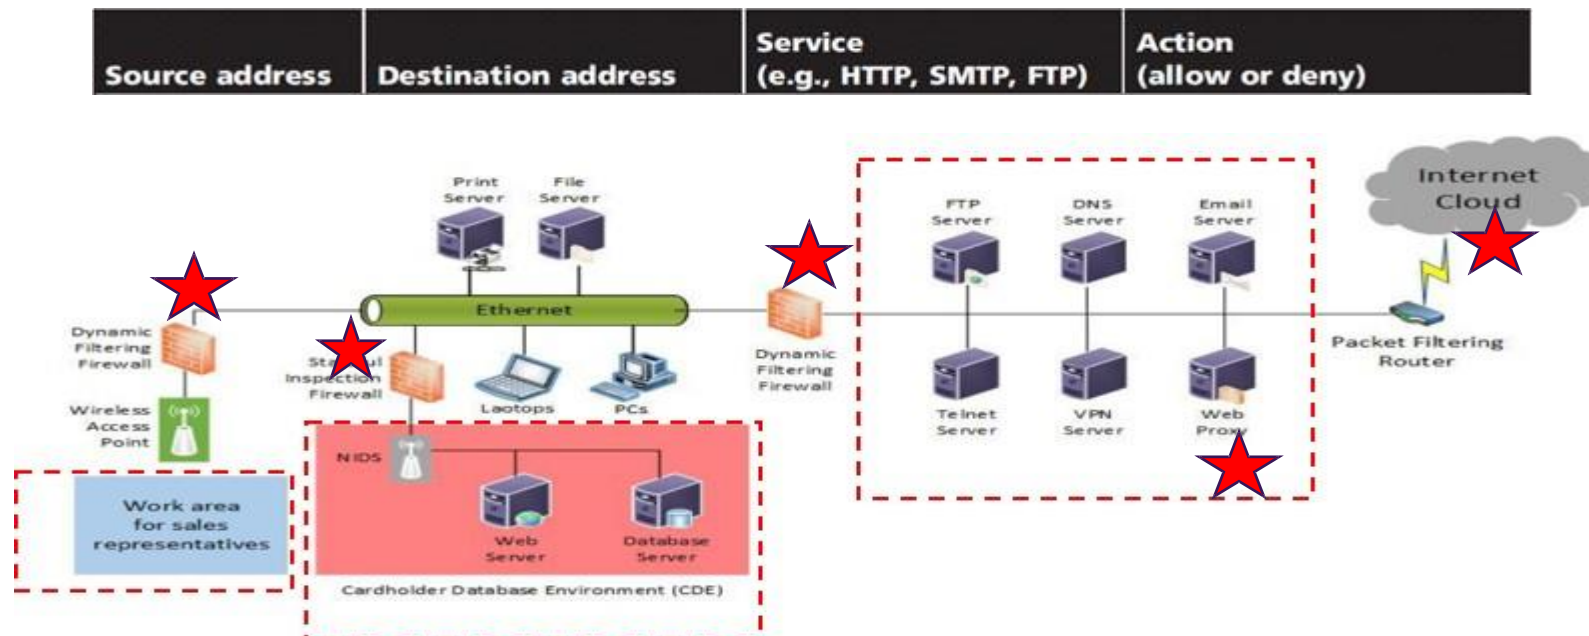 Source address
Destination address
Service
(e.g., HTTP, SMTP, FTP)
Action
(allow or deny)
Internet
Cloud
Print
Server
File
Server
FTP
Server
DNS
Server
Email
Server
Ethernet
Dynamic
Filtering
Firewall
Inspection
Firewall
Laotops
PCs
Dynamic
Filtering
Firewall
Packet Filtering
Router
Wireless
Access
Point
Telnet
Server
VPN
Server
Web
Proxy
NIDS
Work area
for sales
representatives
Web
Server
Database
Server
Cardholder Database Environment (CDE)